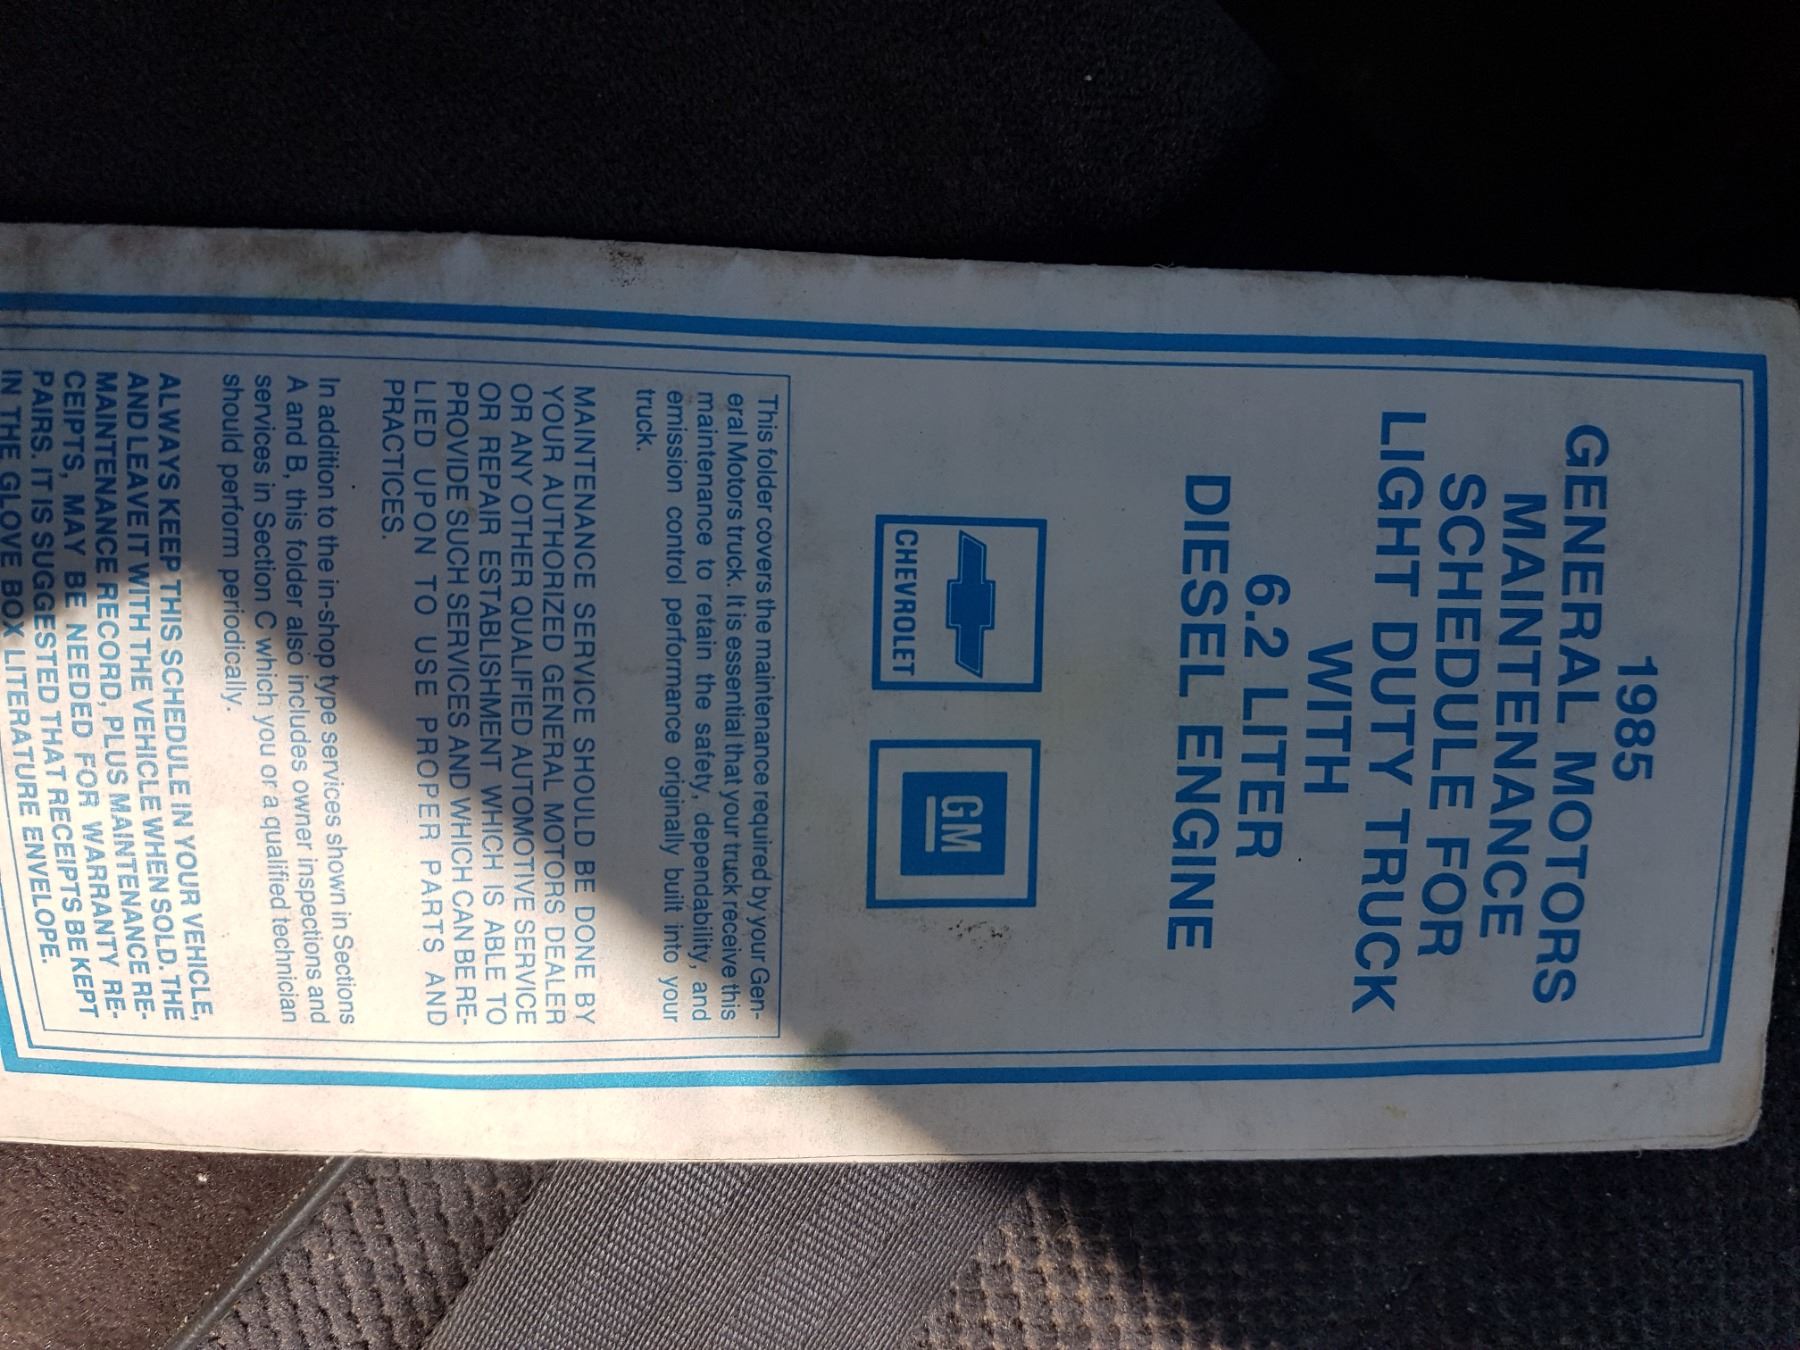 1985
GENERAL MOTORS
MAINTENANCE
SCHEDULE FOR
LIGHT DUTY TRUCK
WITH
6.2 LITER
DIESEL ENGINE
CHEVROLET
GM
This folder covers the maintenance required by your Gen-
eral Motors truck. It is essential that your truck receive this
maintenance to retain the safety, dependability, and
emission control performance originally built into your
truck.
MAINTENANCE SERVICE SHOULD BE DONE BY
YOUR AUTHORIZED GENERAL MOTORS DEALER
OR ANY OTHER QUALIFIED AUTOMOTIVE SERVICE
OR REPAIR ESTABLISHMENT WHICH IS ABLE TO
PROVIDE SUCH SERVICES AND WHICH CAN BE RE-
LIED UPON TO USE PROPER PARTS AND
PRACTICES.
In addition to the in-shop type services shown in Sections
A and B, this folder also includes owner inspections and
services in Section C which you or a qualified technician
should perform periodically.
ALWAYS KEEP THIS SCHEDULE IN YOUR VEHICLE,
AND LEAVE IT WITH THE VEHICLE WHEN SOLD. THE
MAINTENANCE RECORD, PLUS MAINTENANCE RE-
CEIPTS, MAY BE NEEDED FOR WARRANTY RE-
PAIRS. IT IS SUGGESTED THAT RECEIPTS BE KEPT
IN THE GLOVE BOX LITERATURE ENVELOPE.